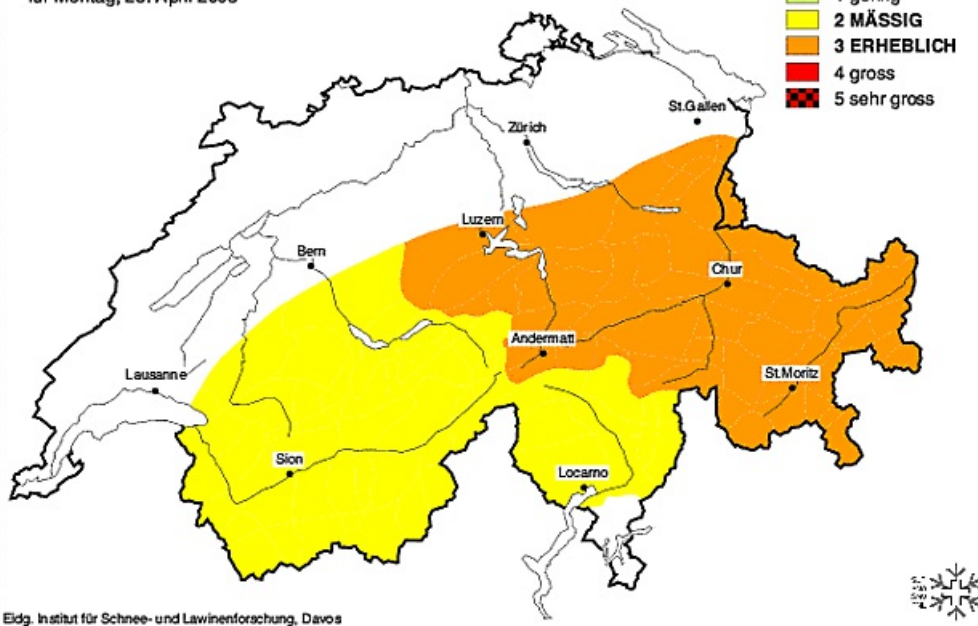 2 MÄSSIG
3 ERHEBLICH
4 gross
5 sehr gross
St.Gallen
Zürich
Luzern
Bern
Chur
Andermatt
Lausanne
St.Moritz
Sion
Locarno
Eidg. Institut für Schnee- und Lawinenforschung, Davos